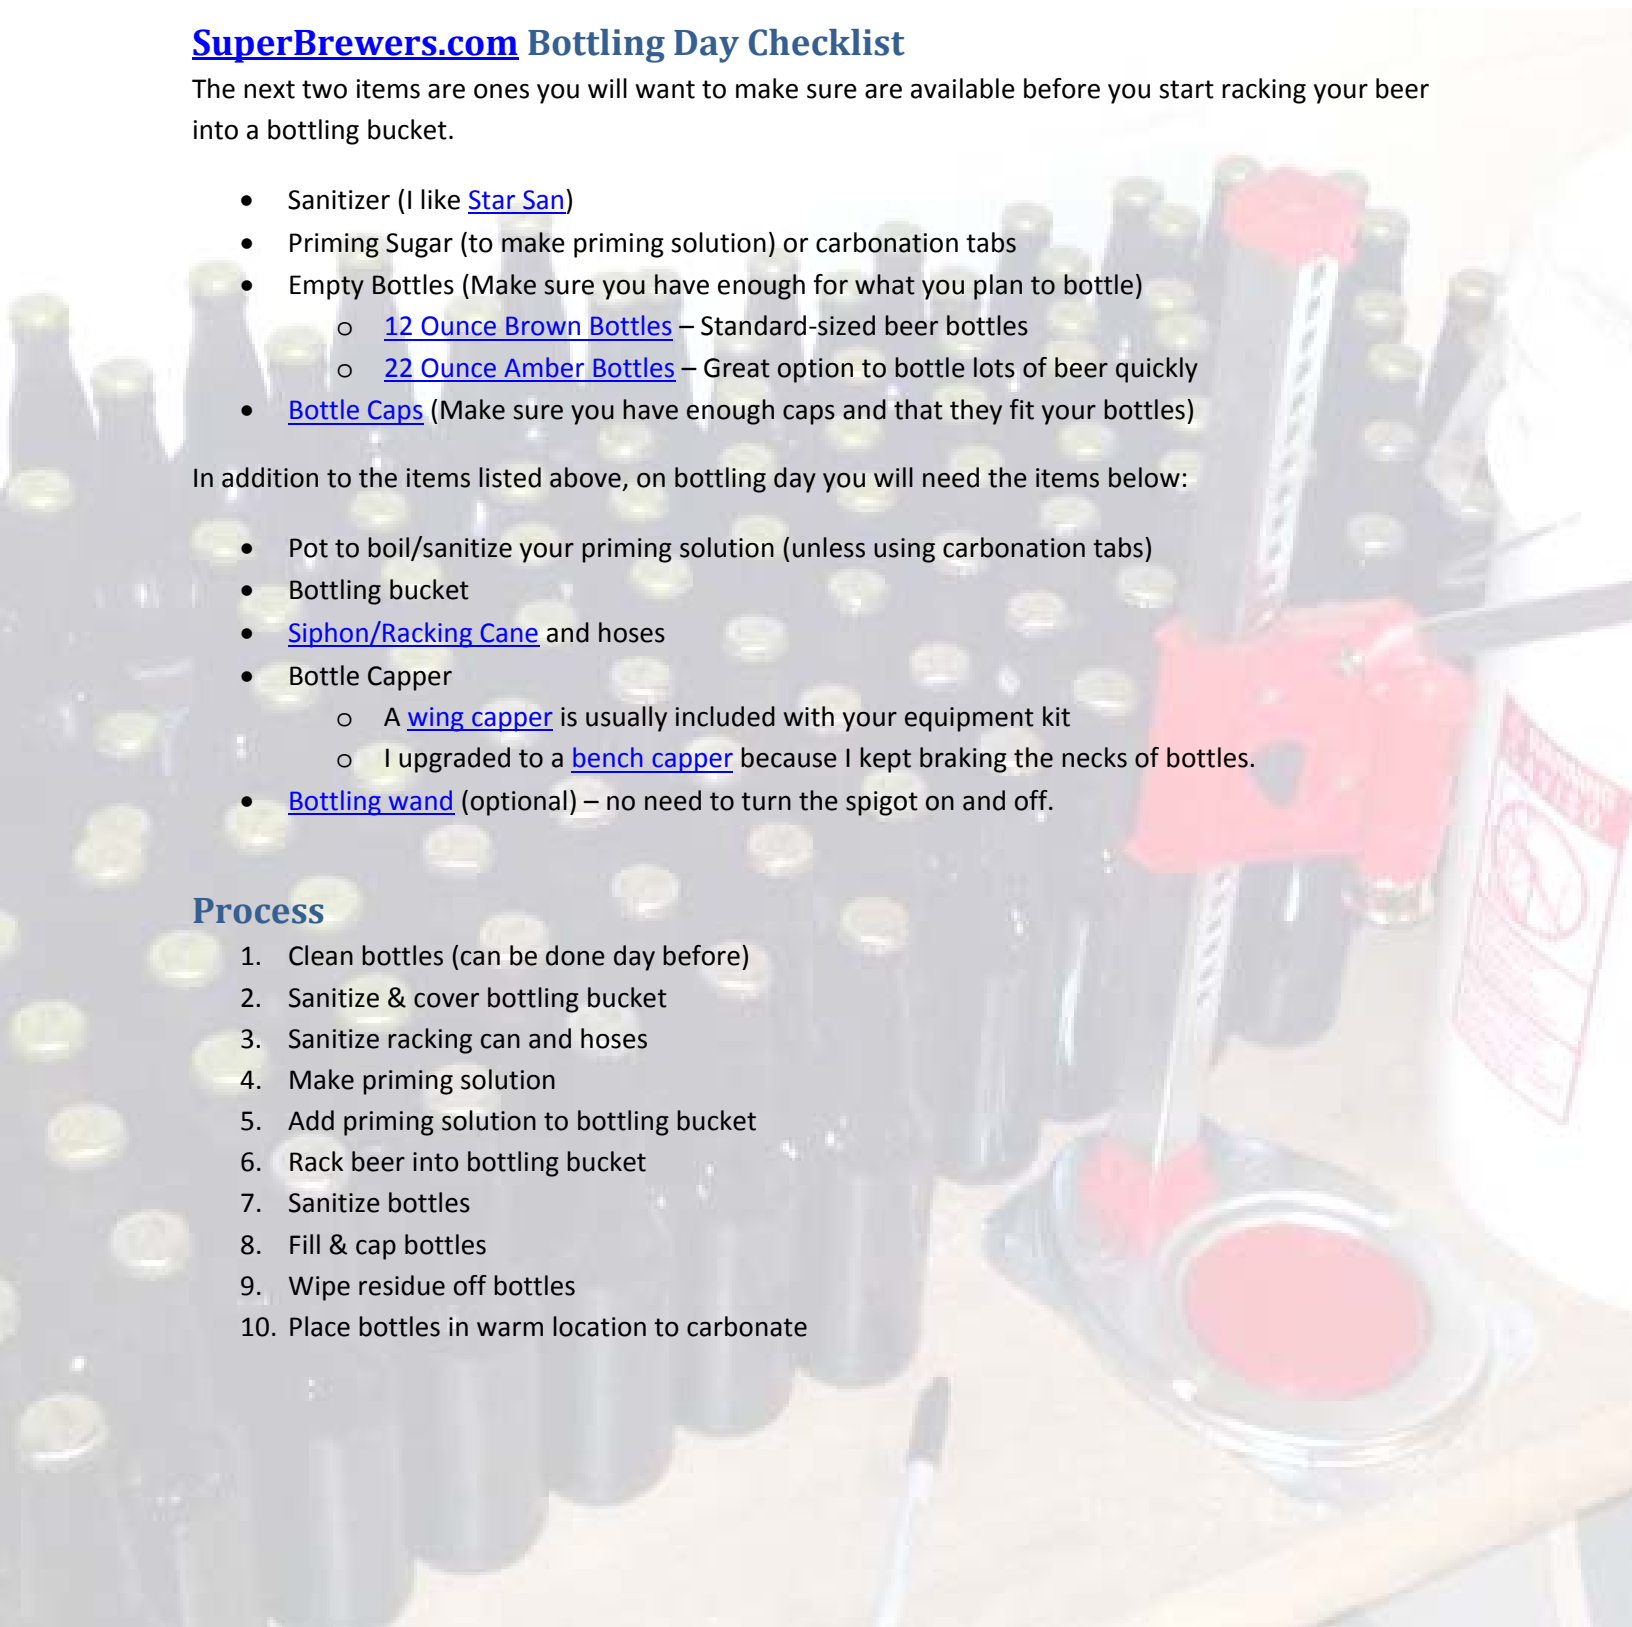 SuperBrewers.com Bottling Day Checklist
The next two items are ones you will want to make sure are available before you start racking your beer
into a bottling bucket.
• Sanitizer (I like Star San)
• Priming Sugar (to make priming solution) or carbonation tabs
• Empty Bottles (Make sure you have enough for what you plan to bottle)
o 12 Ounce Brown Bottles – Standard-sized beer bottles
o 22 Ounce Amber Bottles – Great option to bottle lots of beer quickly
• Bottle Caps (Make sure you have enough caps and that they fit your bottles)
In addition to the items listed above, on bottling day you will need the items below:
• Pot to boil/sanitize your priming solution (unless using carbonation tabs)
• Bottling bucket
• Siphon/Racking Cane and hoses
• Bottle Capper
o A wing capper is usually included with your equipment kit
o I upgraded to a bench capper because I kept braking the necks of bottles.
• Bottling wand (optional) – no need to turn the spigot on and off.
Process
1. Clean bottles (can be done day before)
2. Sanitize & cover bottling bucket
3. Sanitize racking can and hoses
4. Make priming solution
5. Add priming solution to bottling bucket
6. Rack beer into bottling bucket
7. Sanitize bottles
8. Fill & cap bottles
9. Wipe residue off bottles
10. Place bottles in warm location to carbonate